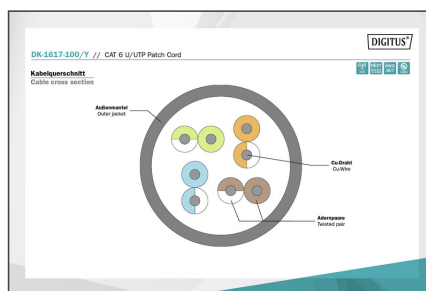 DIGITUS®
DK-1617-100/Y // CAT 6 U/UTP Patch Cord
Kabelquerschnitt
Cable cross section
Außenmantel
Outer jacket
Cu-Draht
Cu-Wire
Adernpaare
Twisted pair